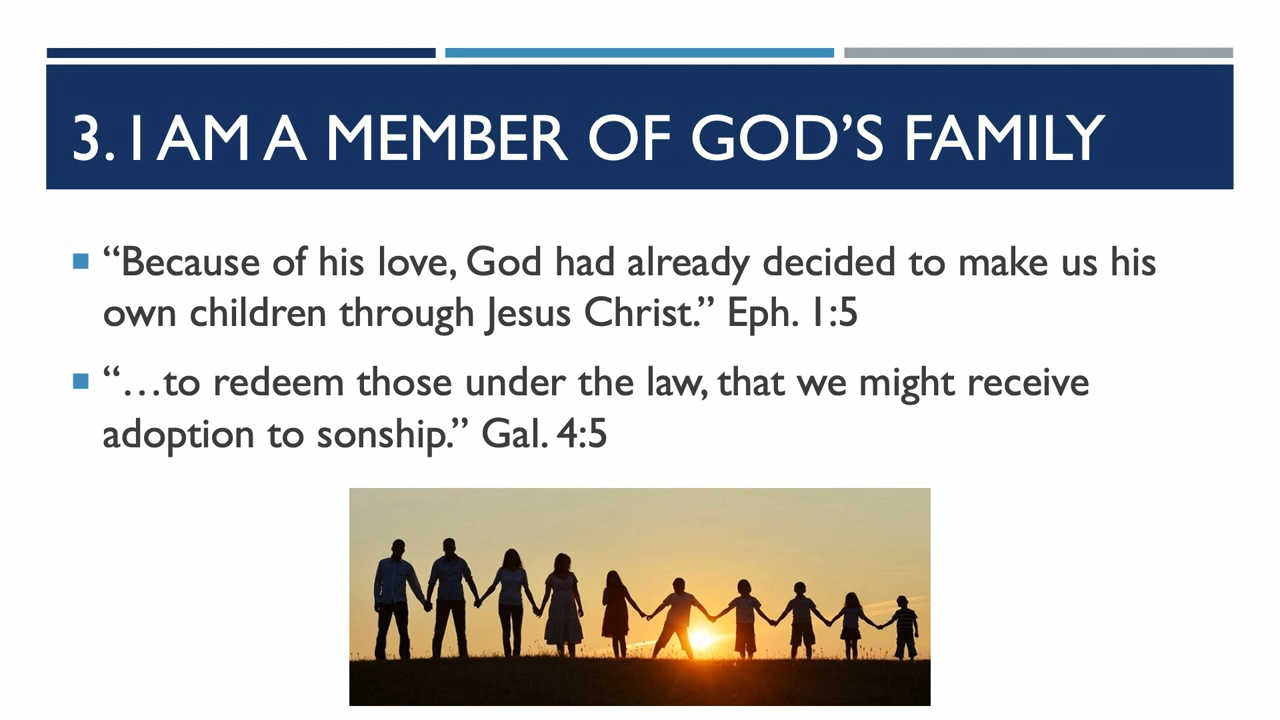 3. I AM A MEMBER OF GOD’S FAMILY
“Because of his love, God had already decided to make us his
own children through Jesus Christ.” Eph. 1:5
“…to redeem those under the law, that we might receive
adoption to sonship.” Gal. 4:5